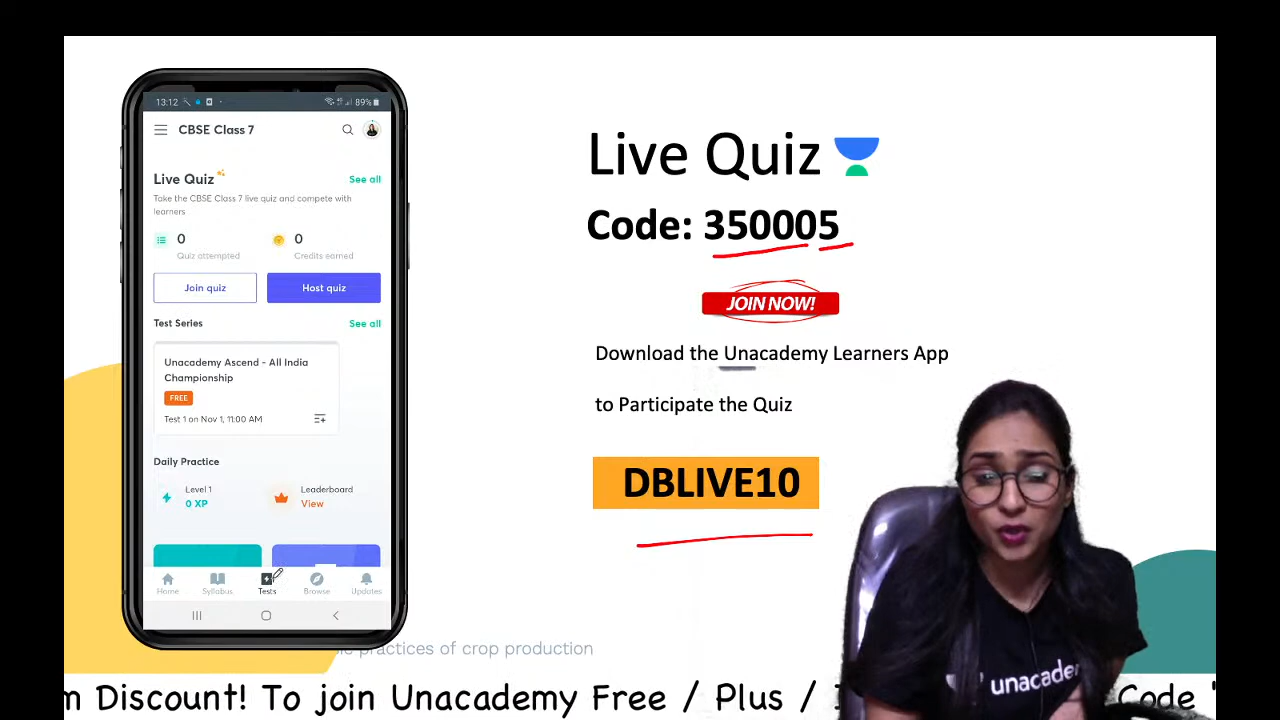 13:12
89%
CBSE Class 7
Live Quiz
See all
Take the CBSE Class 7 live quiz and compete with
learners
0
0
Quiz attempted
Credits earned
Join quiz
Host quiz
Test Series
See all
Unacademy Ascend - All India
Championship
FREE
Test 1 on Nov 1, 11:00 AM
Daily Practice
Level 1
0 XP
Leaderboard
View
Home
Syllabus
Tests
Browse
Updates
Live Quiz
Code: 350005
JOIN NOW!
Download the Unacademy Learners App
to Participate the Quiz
DBLIVE10
practices of crop production
unacade
m Discount! To join Unacademy Free / Plus / Code "